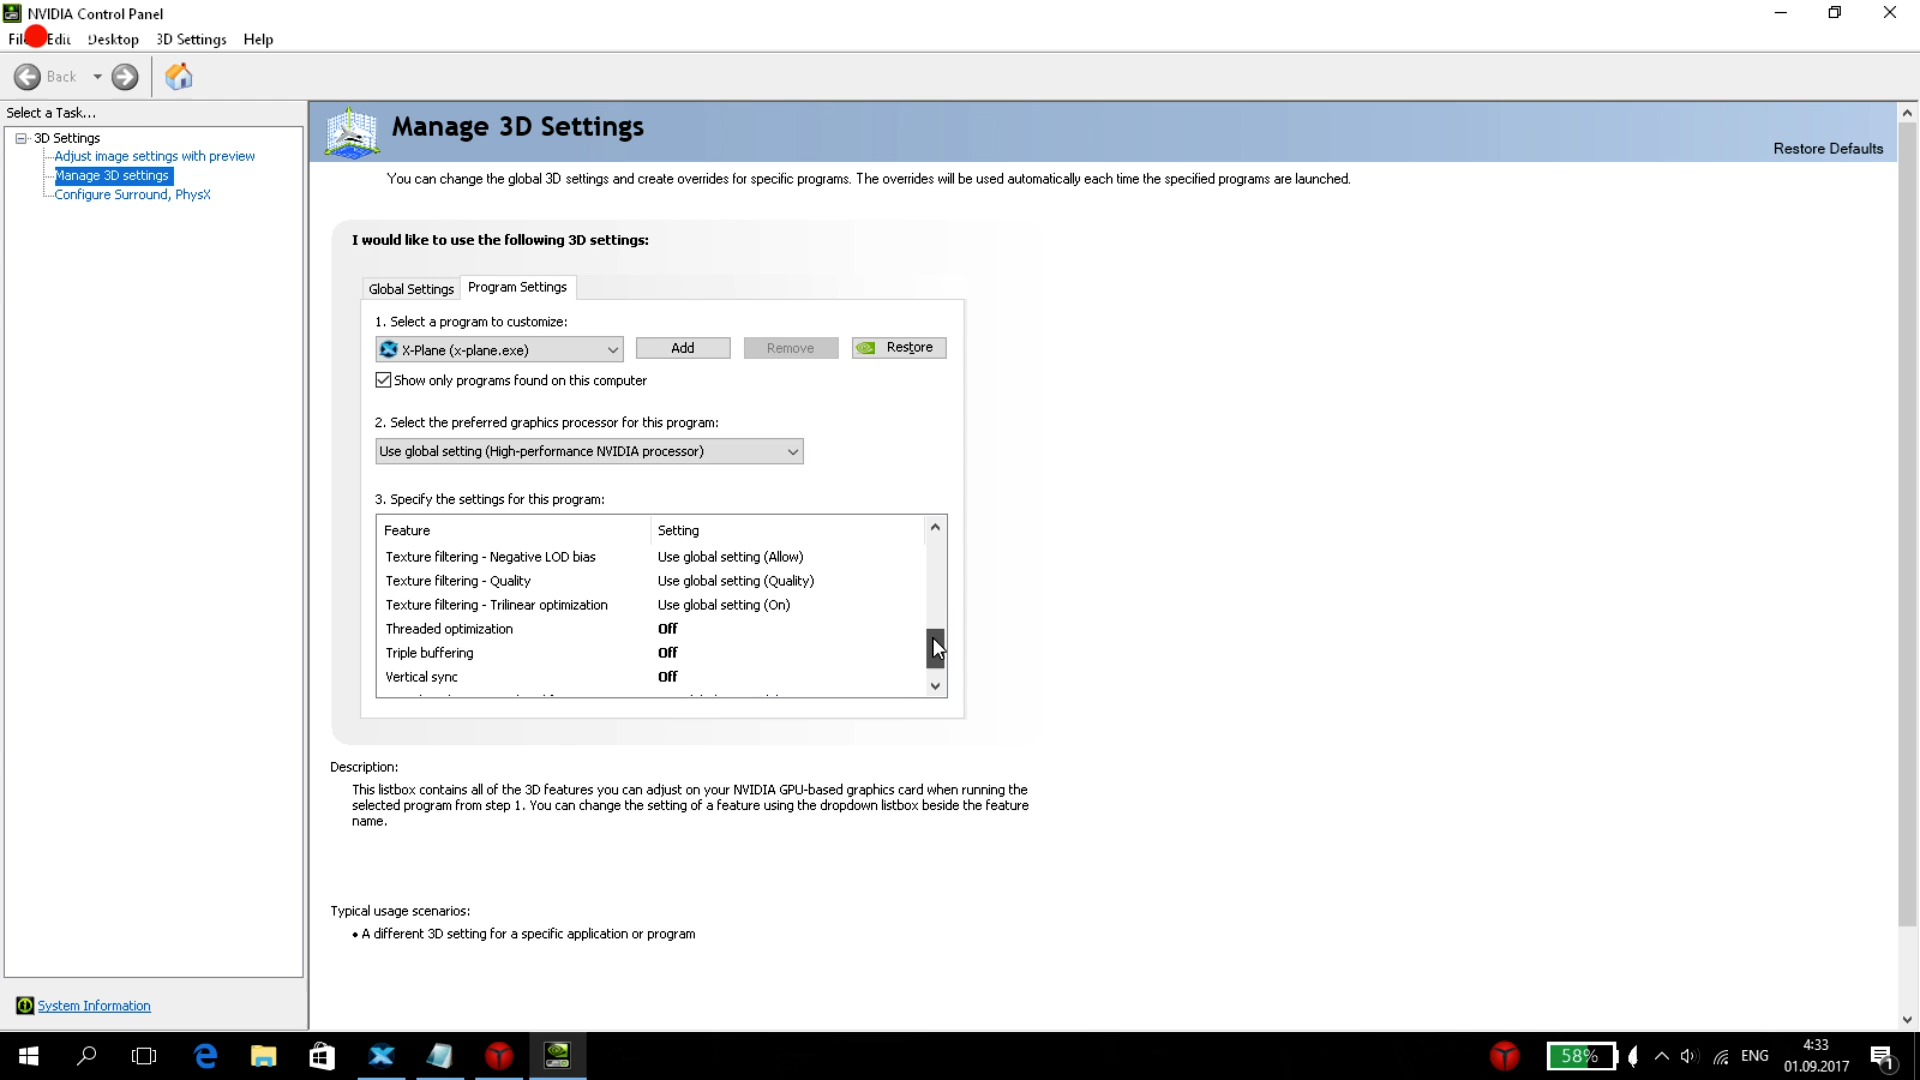 NVIDIA Control Panel
Edit Desktop 3D Settings Help
Back
Select a Task...
3D Settings
Adjust image settings with preview
Manage 3D settings
Configure Surround, PhysX
System Information
Manage 3D Settings
Restore Defaults
You can change the global 3D settings and create overrides for specific programs. The overrides will be used automatically each time the specified programs are launched.
I would like to use the following 3D settings:
Global Settings Program Settings
1. Select a program to customize:
X-Plane (x-plane.exe) Add Remove Restore
Show only programs found on this computer
2. Select the preferred graphics processor for this program:
Use global setting (High-performance NVIDIA processor)
3. Specify the settings for this program:
Feature Setting
Texture filtering - Negative LOD bias Use global setting (Allow)
Texture filtering - Quality Use global setting (Quality)
Texture filtering - Trilinear optimization Use global setting (On)
Threaded optimization Off
Triple buffering Off
Vertical sync Off
Description:
This listbox contains all of the 3D features you can adjust on your NVIDIA GPU-based graphics card when running the
selected program from step 1. You can change the setting of a feature using the dropdown listbox beside the feature
name.
Typical usage scenarios:
• A different 3D setting for a specific application or program
58% ENG 4:33
01.09.2017
1